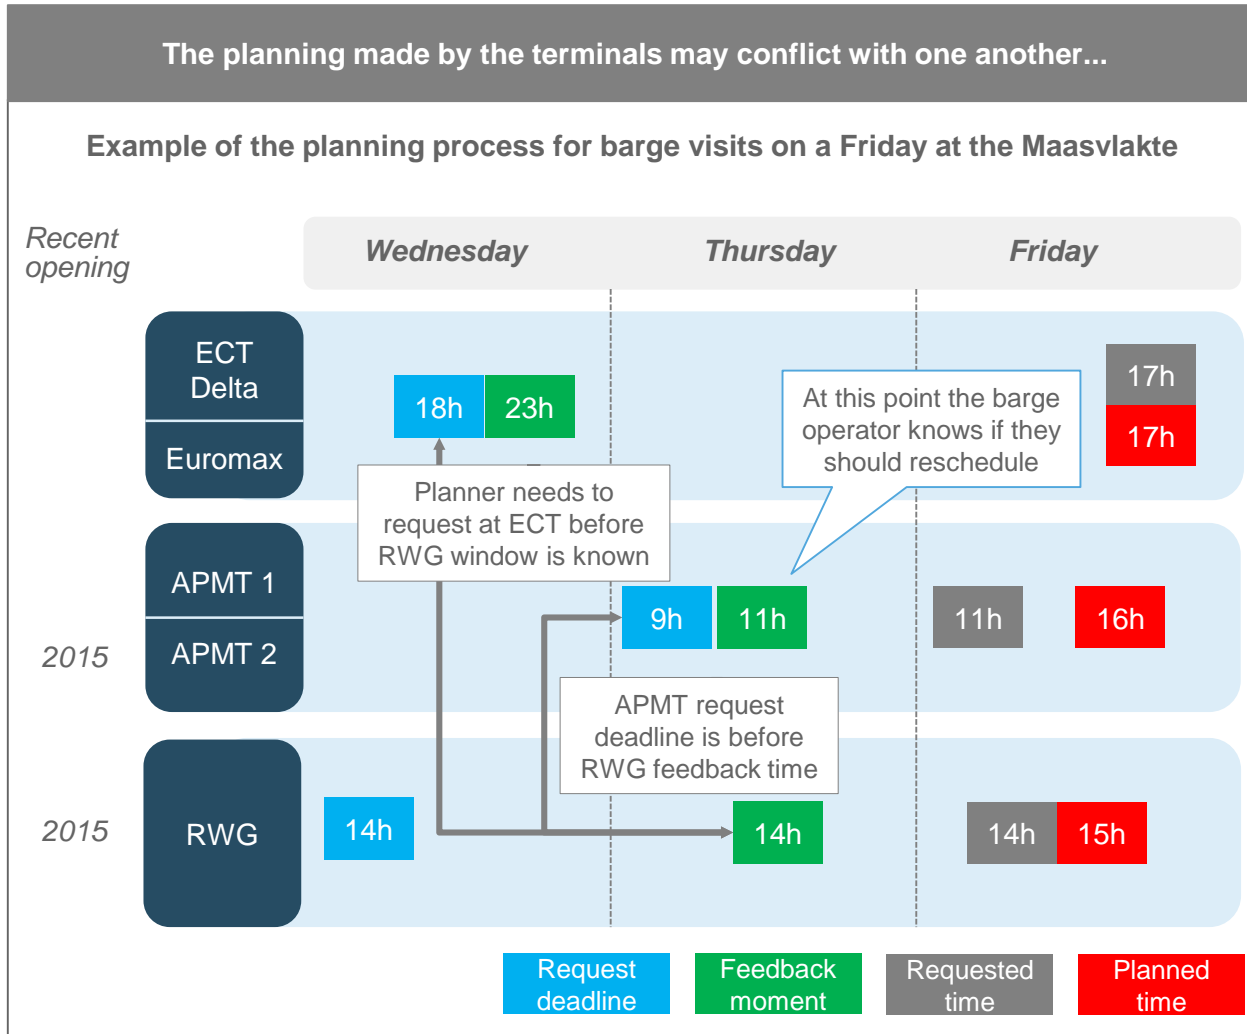 The planning made by the terminals may conflict with one another...
Example of the planning process for barge visits on a Friday at the Maasvlakte
Recent
opening
Wednesday
Thursday
Friday
ECT
Delta
Euromax
18h
23h
At this point the barge
operator knows if they
should reschedule
17h
17h
Planner needs to
request at ECT before
RWG window is known
APMT 1
APMT 2
2015
9h
11h
11h
16h
APMT request
deadline is before
RWG feedback time
2015
RWG
14h
14h
14h
15h
Request
deadline
Feedback
moment
Requested
time
Planned
time